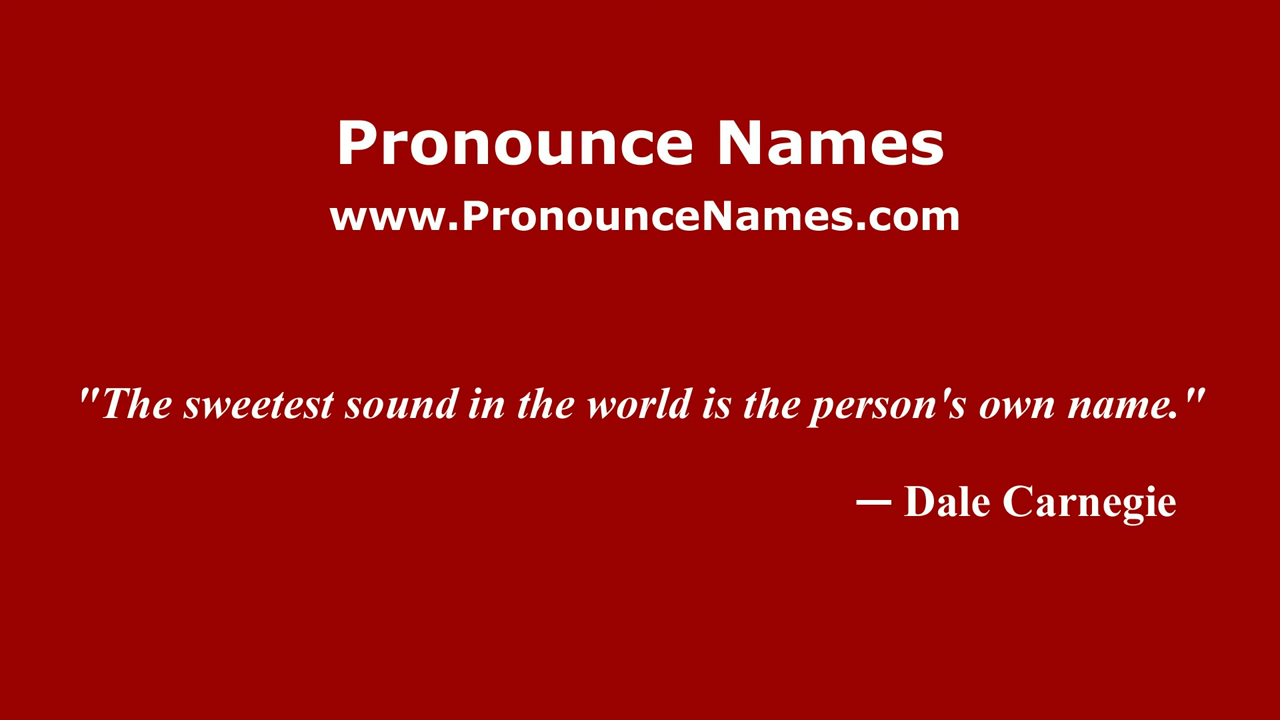 Pronounce Names
www.PronounceNames.com
"The sweetest sound in the world is the person's own name."
— Dale Carnegie